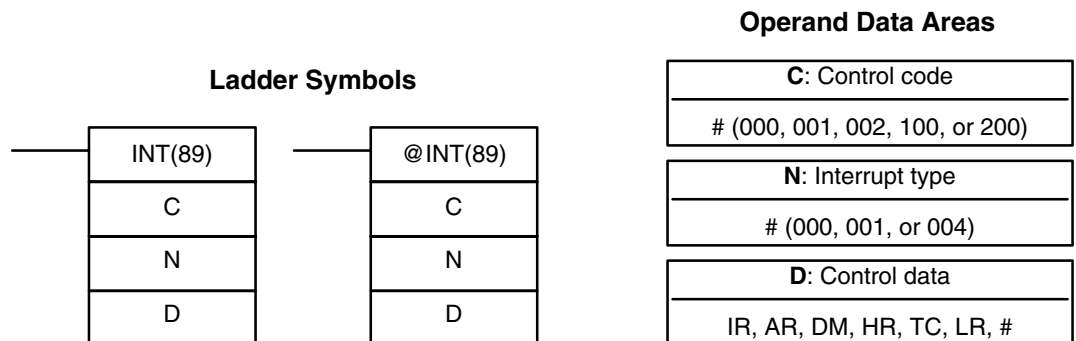 Operand Data Areas
Ladder Symbols
INT(89)
C
N
D
@INT(89)
C
N
D
C: Control code
# (000, 001, 002, 100, or 200)
N: Interrupt type
# (000, 001, or 004)
D: Control data
IR, AR, DM, HR, TC, LR, #